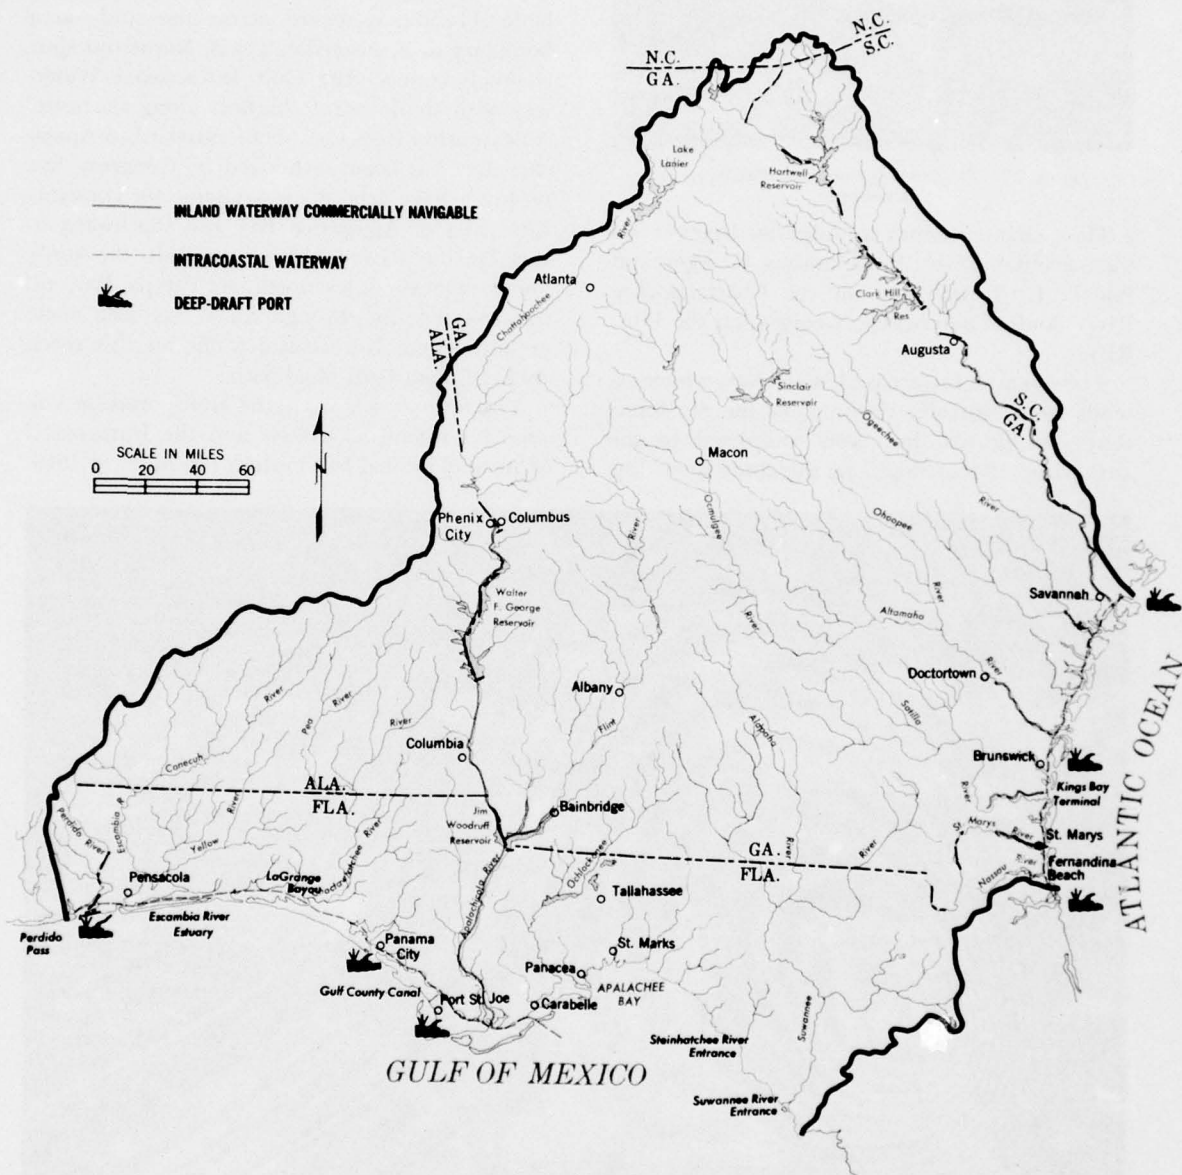 N.C.
S.C.
N.C.
GA.
Lake
Lanier
Hartwell
Reservoir
INLAND WATERWAY COMMERCIALLY NAVIGABLE
INTRACOASTAL WATERWAY
DEEP-DRAFT PORT
River
Atlanta
Chattahoochee
Clark Hill
Res
GA.
ALA.
Augusta
Sinclair
Reservoir
S.C.
GA.
Ogeechee
SCALE IN MILES
0 20 40 60
N
Macon
Ocmulgee
River
Ohoopee
River
Phenix
City
Columbus
River
Walter
F. George
Reservoir
Savannah
Altamaha
River
River
Doctortown
Albany
Flint
Alapaha
Satilla
River
Pea
River
River
Columbia
Conecuh
ALA.
FLA.
Brunswick
Kings Bay
Terminal
ATLANTIC OCEAN
Bainbridge
Jim
Woodruff
Reservoir
River
St. Marys
River
St. Marys
Perdido
River
Escambia R
Yellow
River
Choctawhatchee
River
GA.
FLA.
River
River
Nassau
River
Fernandina
Beach
Ochlockonee
Pensacola
LaGrange
Bayou
Tallahassee
Apalachicola
River
Escambia River
Estuary
Perdido
Pass
Panama
City
St. Marks
Panacea
APALACHEE
BAY
Gulf County Canal
Port St. Joe
Carabelle
Suwannee
Steinhatchee River
Entrance
GULF OF MEXICO
Suwannee River
Entrance